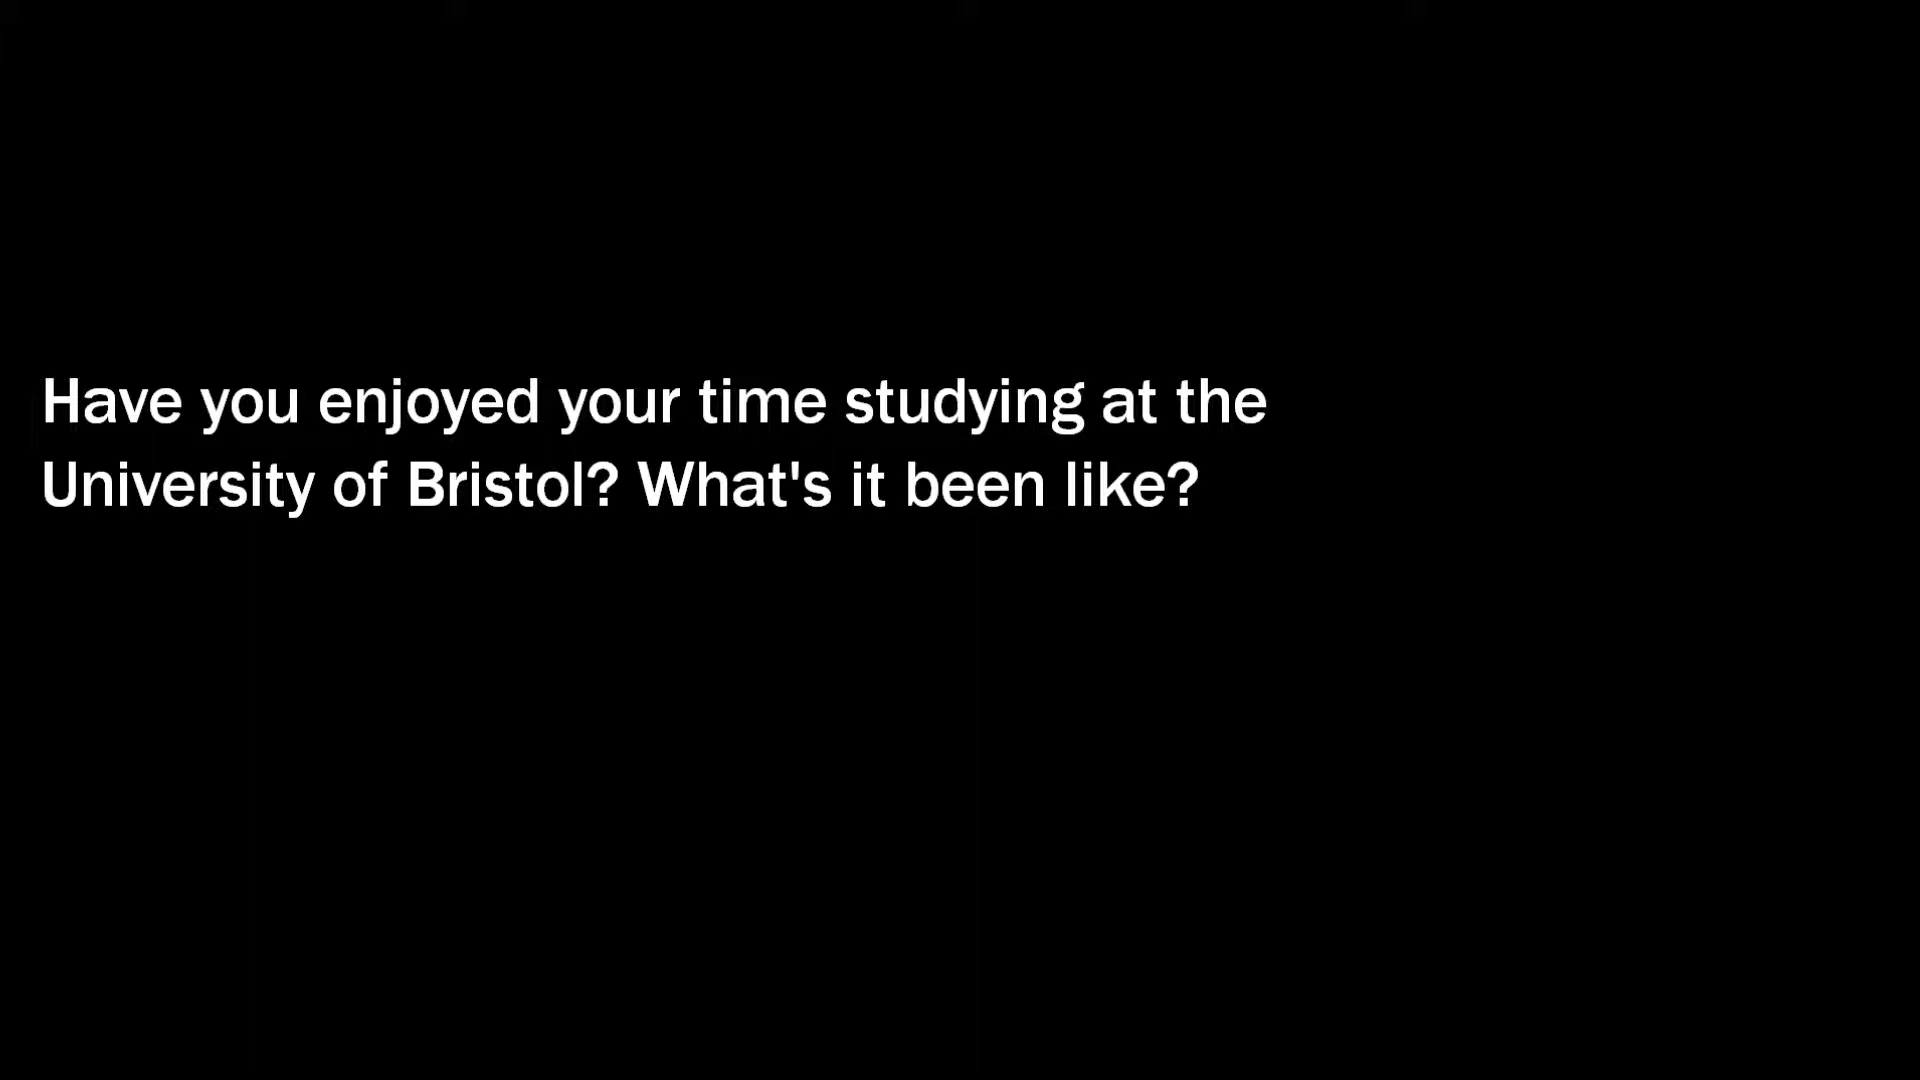 Have you enjoyed your time studying at the
University of Bristol? What's it been like?